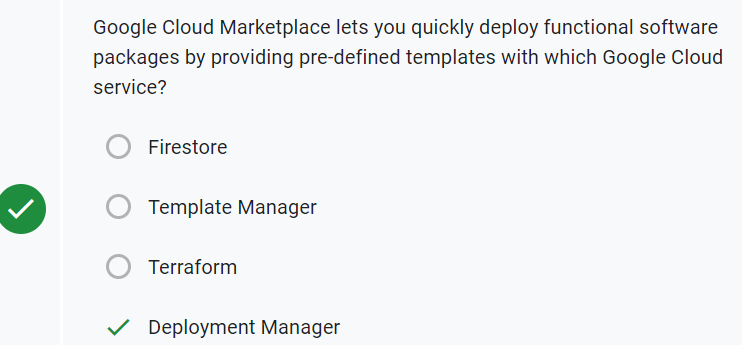 Google Cloud Marketplace lets you quickly deploy functional software
packages by providing pre-defined templates with which Google Cloud
service?
Firestore
Template Manager
Terraform
Deployment Manager